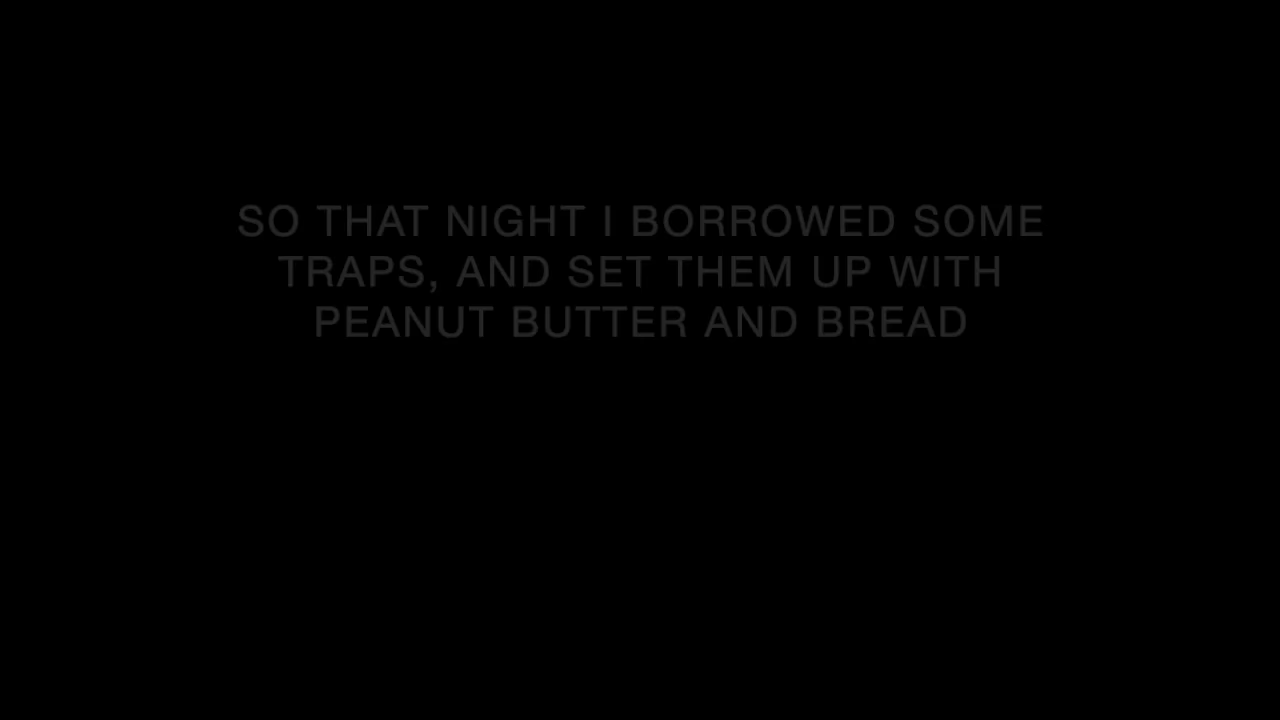 SO THAT NIGHT I BORROWED SOME
TRAPS, AND SET THEM UP WITH
PEANUT BUTTER AND BREAD